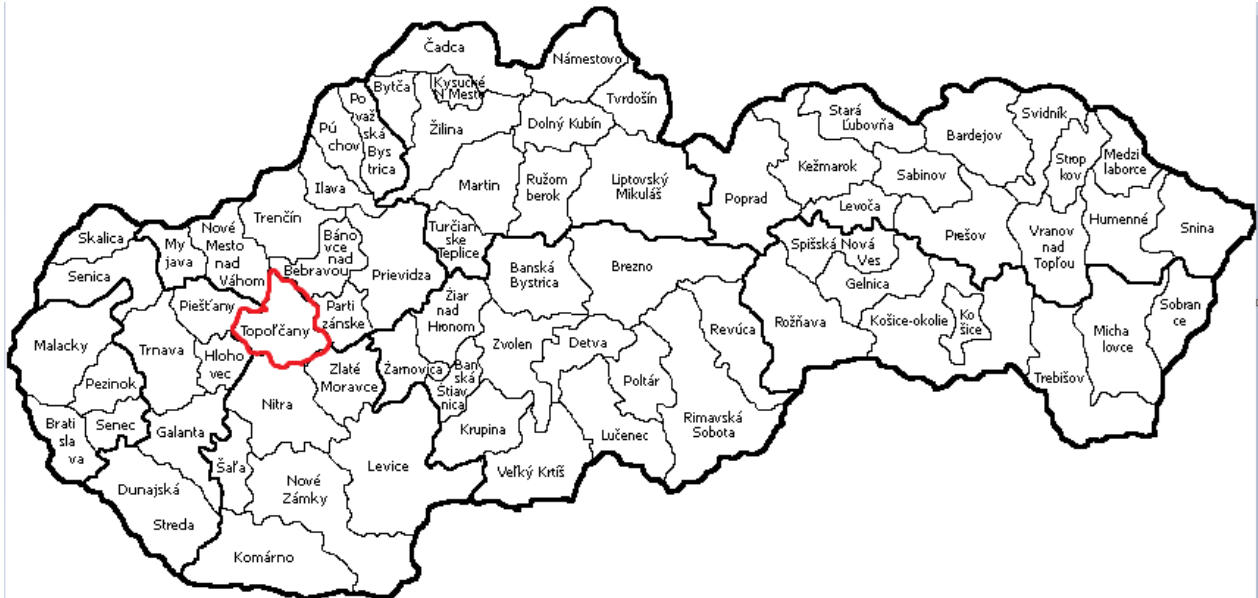 Čadca
Námestovo
Kysucké
N Mesto
Bytča
Tvrdošín
Po
važ
ská
Bys
trica
Pú
chov
Žilina
Dolný Kubín
Stará
Ľubovňa
Svidník
Bardejov
Strop
kov
Medzi
laborce
Ilava
Martin
Ružom
berok
Liptovský
Mikuláš
Kežmarok
Sabinov
Poprad
Levoča
Trenčín
Skalica
My
java
Nové
Mesto
nad
Váhom
Báno
vce nad
Bebravou
Turčian
ske
Teplice
Prešov
Humenné
Snina
Vranov
nad
Topľou
Spišská Nová
Ves
Senica
Prievidza
Banská
Bystrica
Brezno
Gelnica
Piešťany
Parti
zánske
Žiar
nad
Hronom
Topoľčany
Rožňava
Košice-okolie
Ko
šice
Sobran
ce
Micha
lovce
Malacky
Trnava
Hloho
vec
Zlaté
Moravce
Žarnovica
Ban
ská
Štiav
nica
Zvolen
Detva
Revúca
Poltár
Trebišov
Pezinok
Nitra
Brati
sla
va
Senec
Galanta
Krupina
Lučenec
Rimavská
Sobota
Šaľa
Levice
Veľký Krtíš
Dunajská
Streda
Nové
Zámky
Komárno